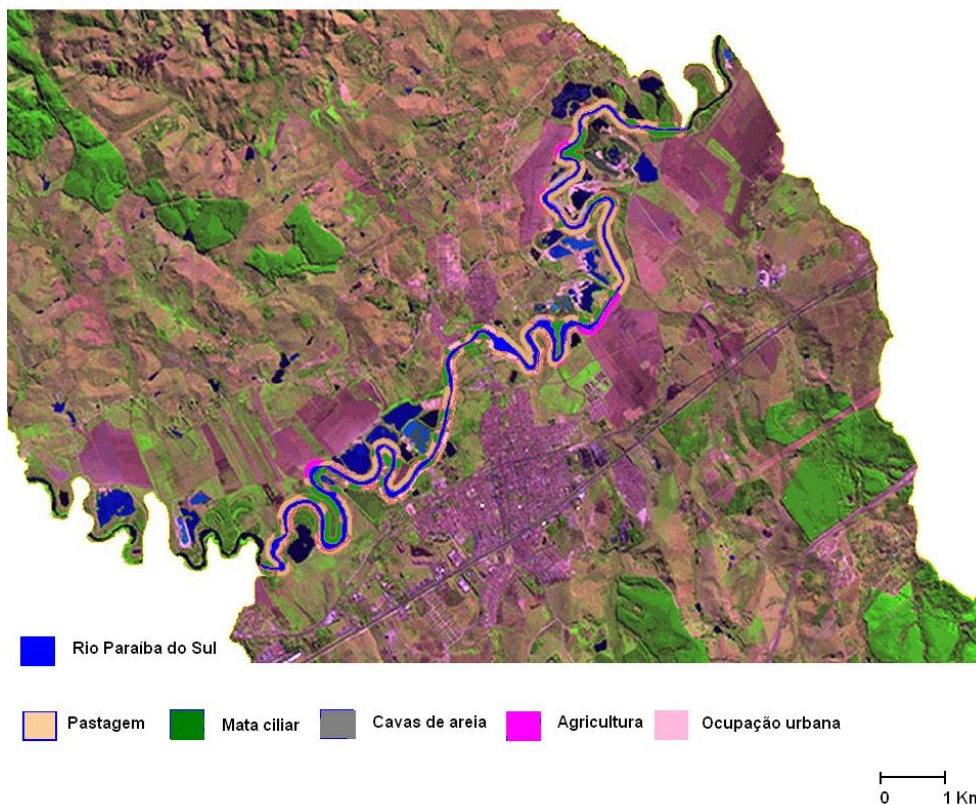 Rio Paraíba do Sul
Pastagem Mata ciliar Cavas de areia Agricultura Ocupação urbana
0 1 Km